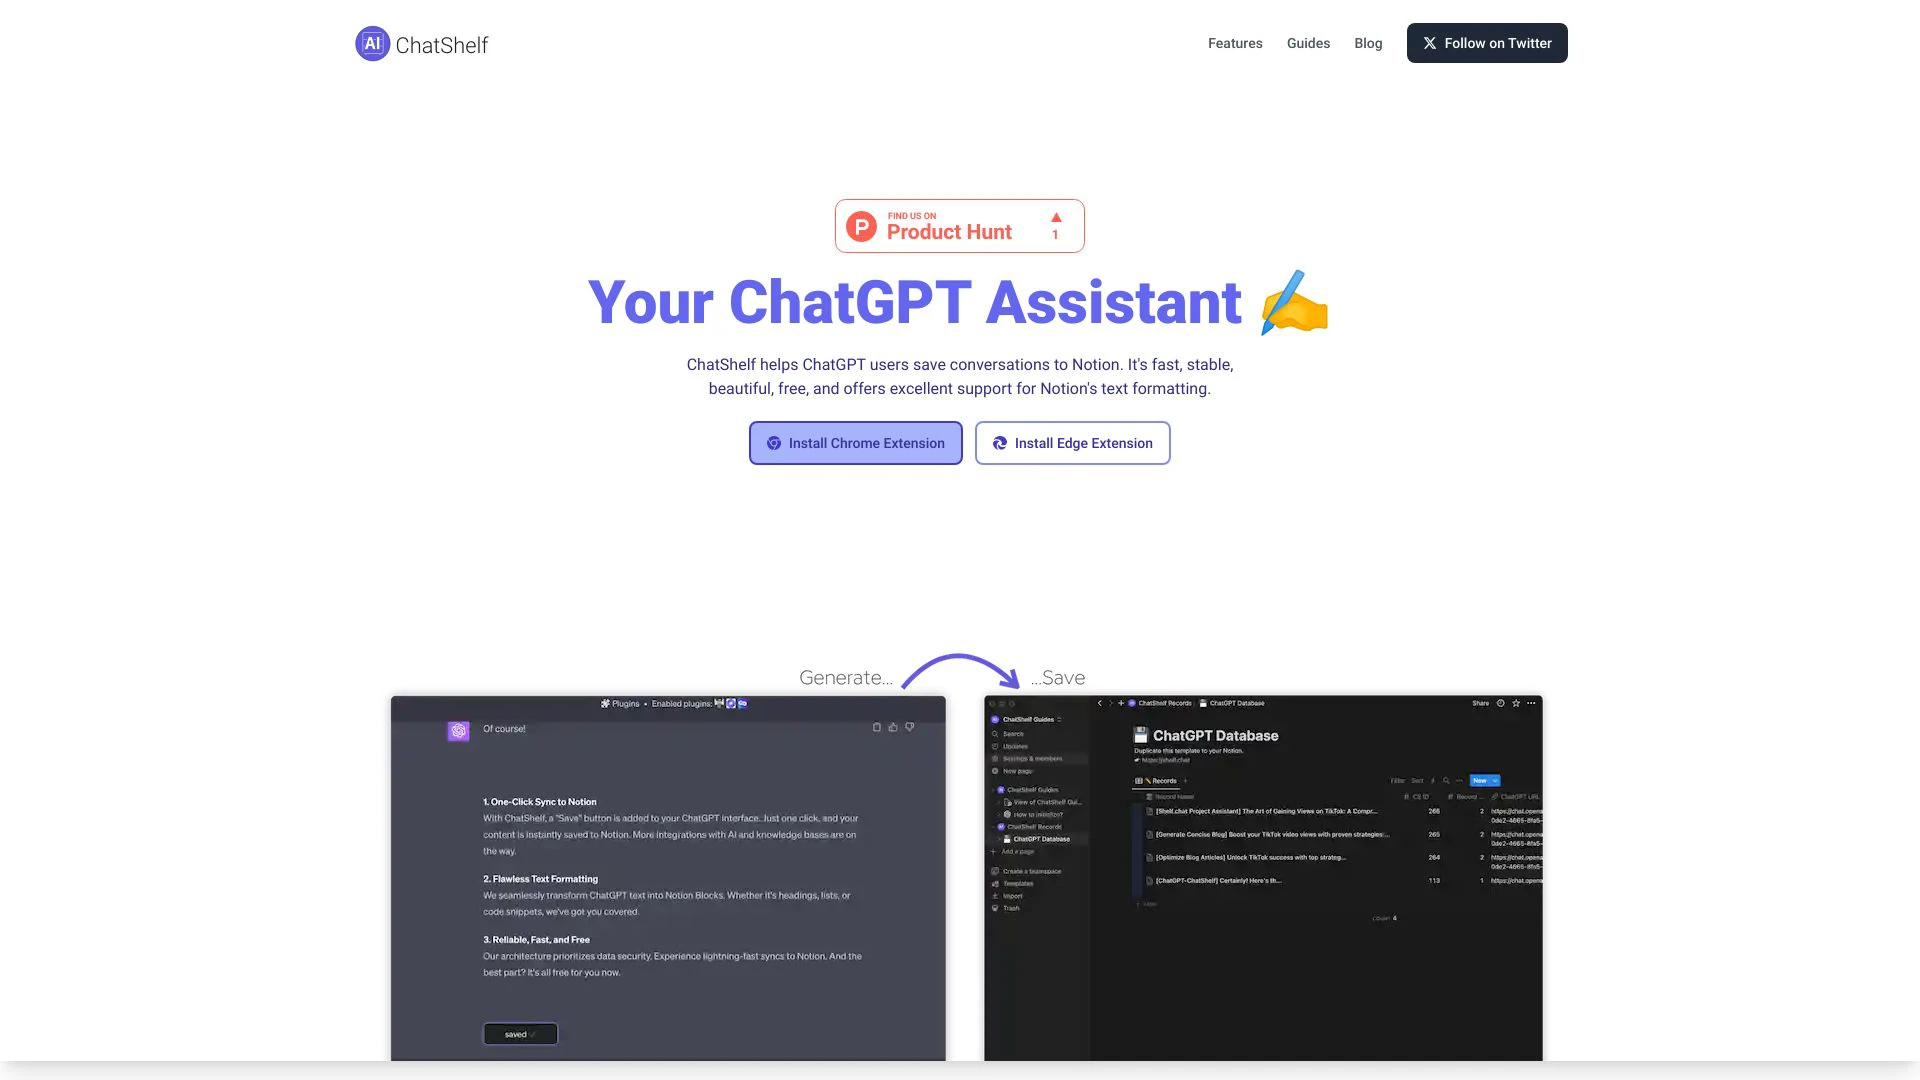 AI ChatShelf
Features
Guides
Blog
Follow on Twitter
FIND US ON
Product Hunt
1
Your ChatGPT Assistant
ChatShelf helps ChatGPT users save conversations to Notion. It's fast, stable,
beautiful, free, and offers excellent support for Notion's text formatting.
Install Chrome Extension
Install Edge Extension
Generate...
...Save
Plugins • Enabled plugins:
Of course!
1. One-Click Sync to Notion
With ChatShelf, a "Save" button is added to your ChatGPT interface. Just one click, and your
content is instantly saved to Notion. More integrations with AI and knowledge bases are on
the way.
2. Flawless Text Formatting
We seamlessly transform ChatGPT text into Notion Blocks. Whether it's headings, lists, or
code snippets, we've got you covered.
3. Reliable, Fast, and Free
Our architecture prioritizes data security. Experience lightning-fast syncs to Notion. And the
best part? It's all free for you now.
saved
ChatShelf Guides
Search
Updates
Settings & members
New page
ChatShelf Guides
View of ChatShelf Gui...
How to initialize?
ChatShelf Records
ChatGPT Database
Add a page
Create a teamspace
Templates
Import
Trash
ChatShelf Records
ChatGPT Database
Share
ChatGPT Database
Duplicate this template to your Notion.
https://shelf.chat
Records
Filter
Sort
New
Record Name
CS ID
Record ...
ChatGPT URL
[Shelf.chat Project Assistant] The Art of Gaining Views on TikTok: A Compr...
266
2
https://chat.opena
0de2-4665-8fa5-
[Generate Concise Blog] Boost your TikTok video views with proven strategies:...
265
2
https://chat.opena
0de2-4665-8fa5-
[Optimize Blog Articles] Unlock TikTok success with top strateg...
264
2
https://chat.opena
0de2-4665-8fa5-
[ChatGPT-ChatShelf] Certainly! Here's th...
113
1
https://chat.opena
COUNT 4